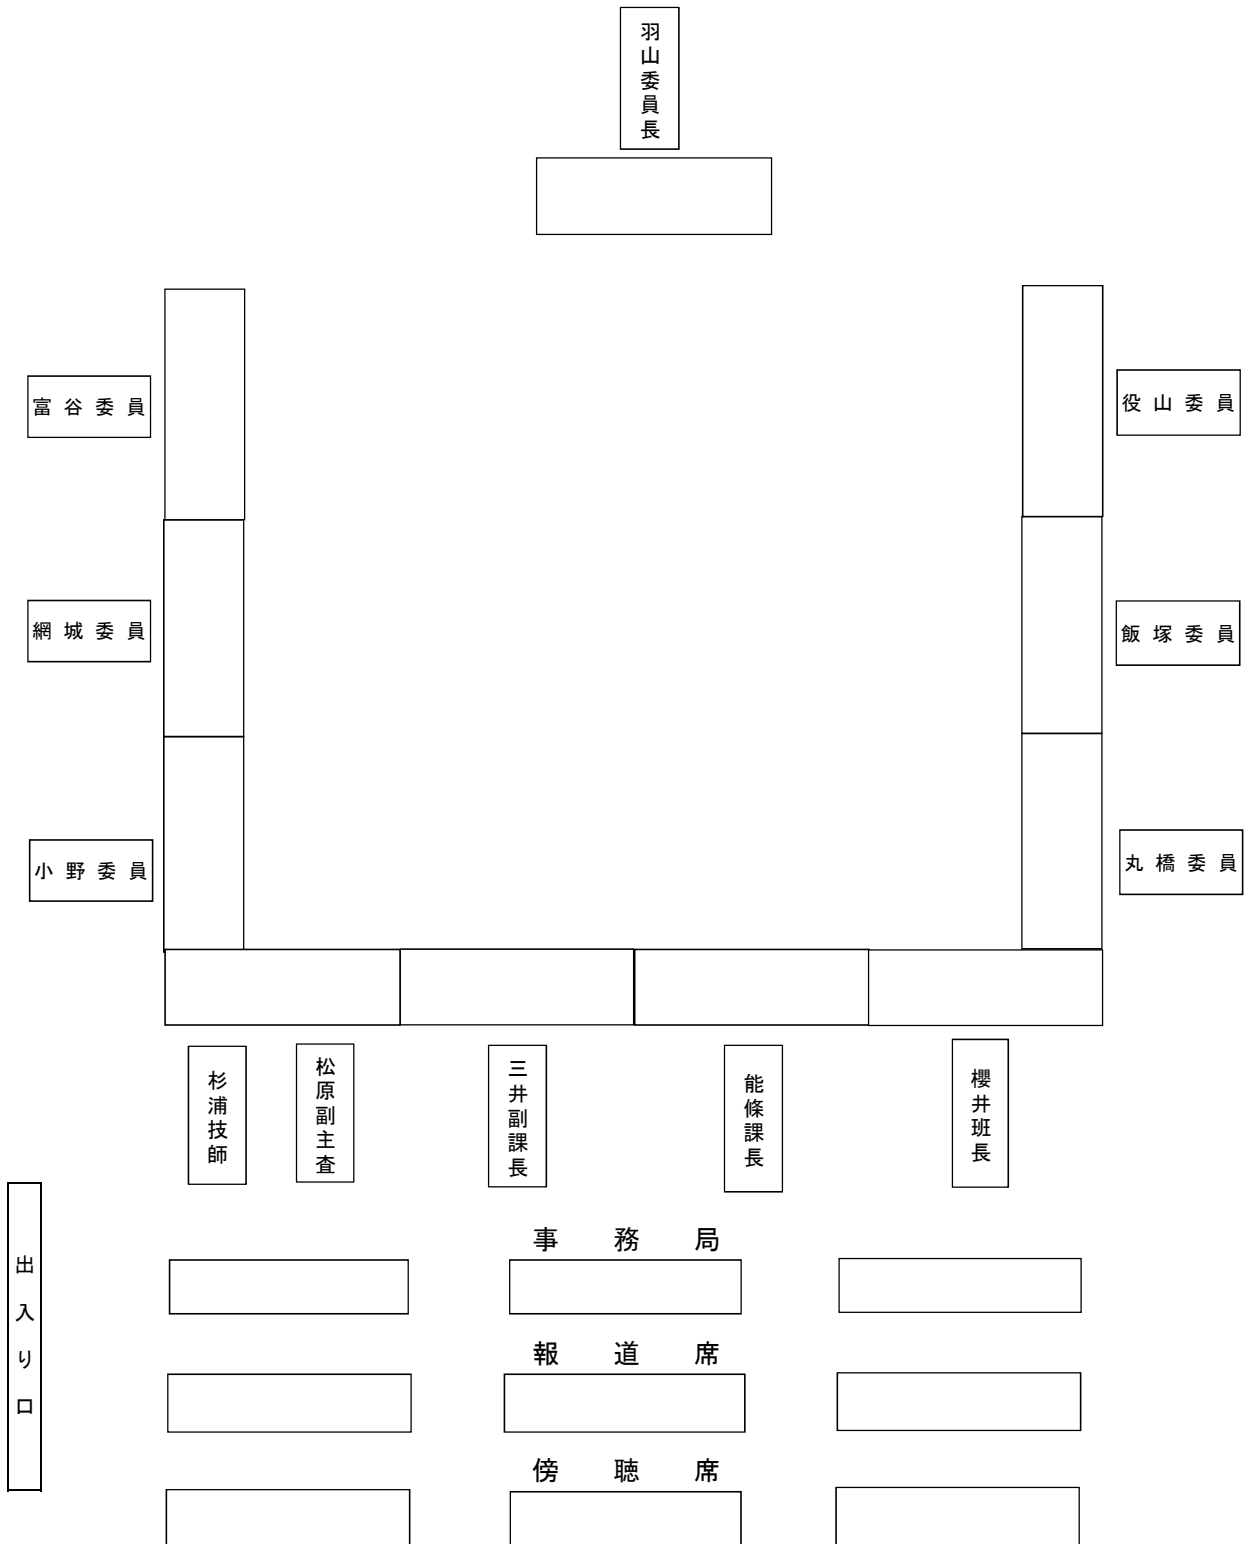 羽山委員長
富谷委員
役山委員
網城委員
飯塚委員
小野委員
丸橋委員
杉浦技師
松原副主査
三井副課長
能條課長
櫻井班長
出入り口
事務局
報道席
傍聴席